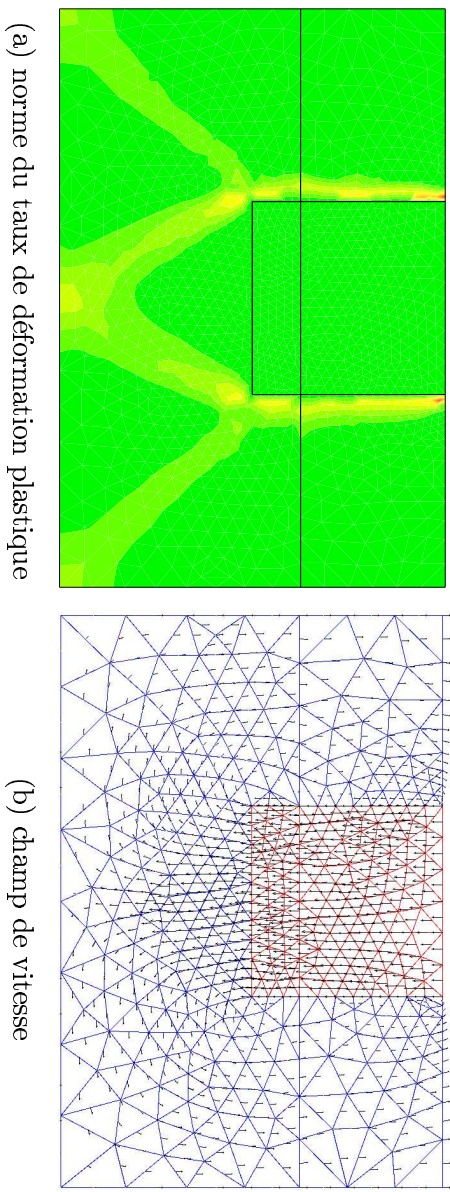 (a) norme du taux de déformation plastique
(b) champ de vitesse